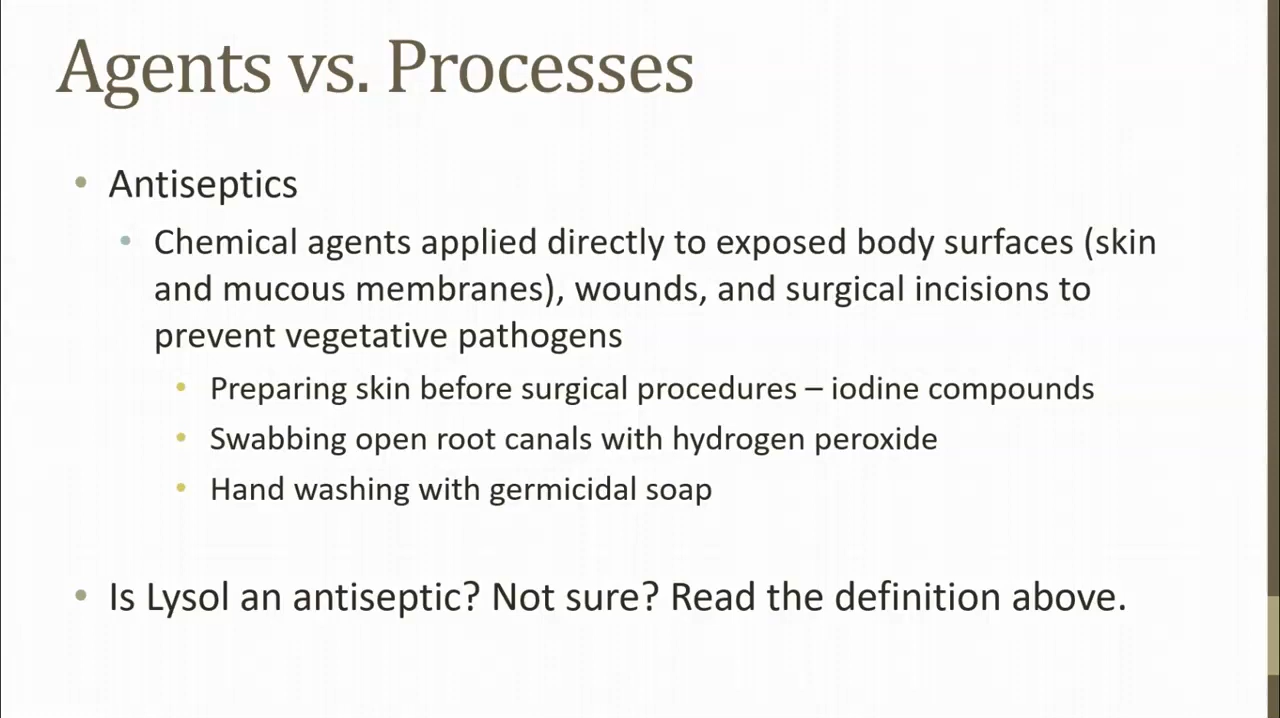 Agents vs. Processes
• Antiseptics
• Chemical agents applied directly to exposed body surfaces (skin
and mucous membranes), wounds, and surgical incisions to
prevent vegetative pathogens
• Preparing skin before surgical procedures – iodine compounds
• Swabbing open root canals with hydrogen peroxide
• Hand washing with germicidal soap
• Is Lysol an antiseptic? Not sure? Read the definition above.